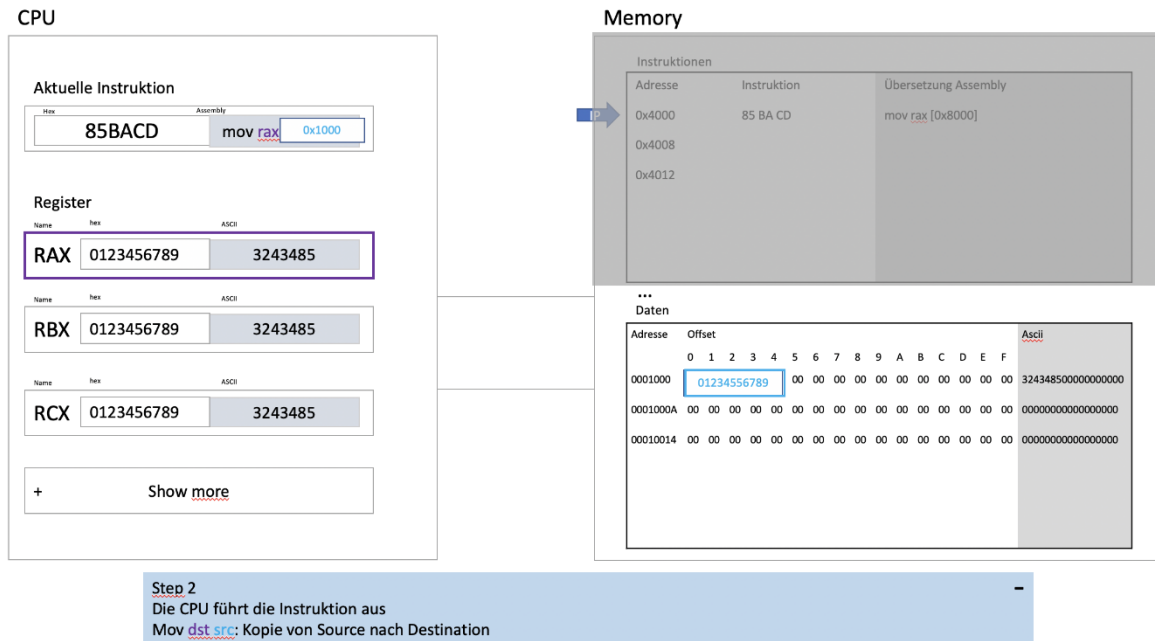 CPU
Aktuelle Instruktion
Hex Assembly
85BACD mov rax 0x1000
Register
Name hex ASCII
RAX 0123456789 3243485
Name hex ASCII
RBX 0123456789 3243485
Name hex ASCII
RCX 0123456789 3243485
+ Show more
Memory
Instruktionen
Adresse Instruktion Übersetzung Assembly
IP 0x4000 85 BA CD mov rax [0x8000]
0x4008
0x4012
...
Daten
Adresse Offset Ascii
0 1 2 3 4 5 6 7 8 9 A B C D E F
0001000 01234556789 00 00 00 00 00 00 00 00 00 00 00 324348500000000000
0001000A 00 00 00 00 00 00 00 00 00 00 00 00 00 00 00 00 00000000000000000
00010014 00 00 00 00 00 00 00 00 00 00 00 00 00 00 00 00 00000000000000000
Step 2 –
Die CPU führt die Instruktion aus
Mov dst src: Kopie von Source nach Destination